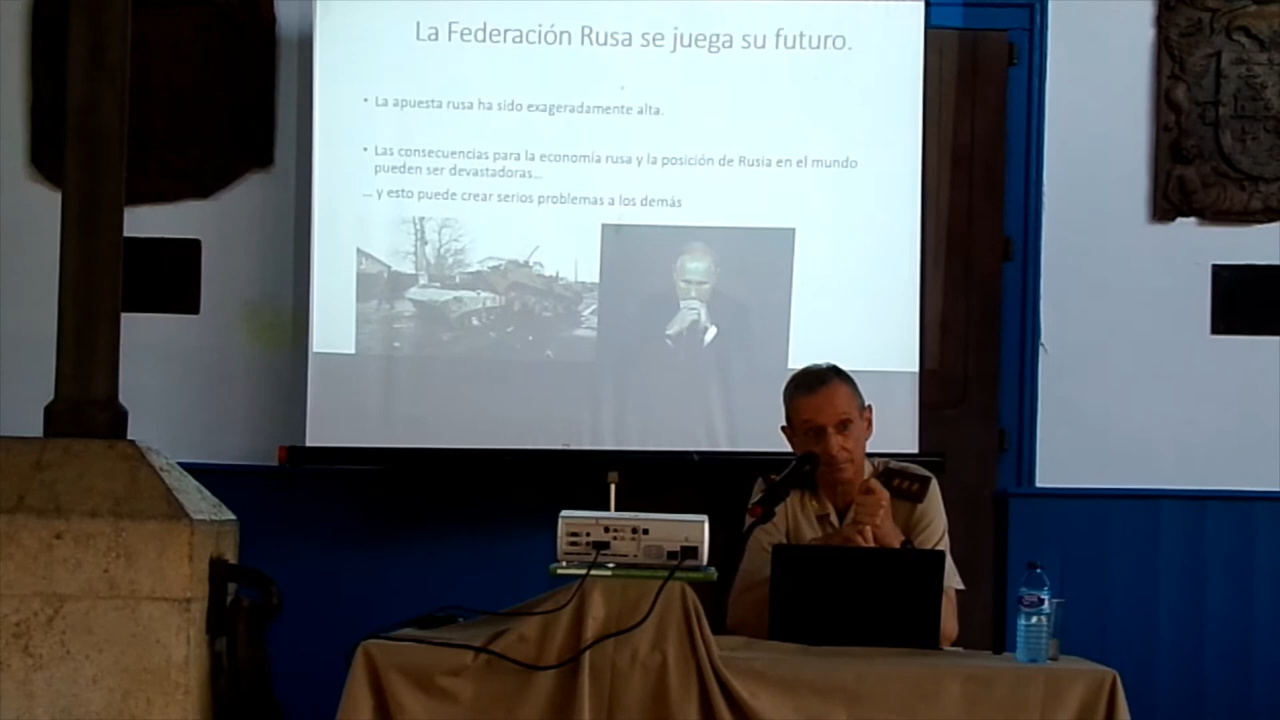 La Federación Rusa se juega su futuro.
• La apuesta rusa ha sido exageradamente alta.
• Las consecuencias para la economía rusa y la posición de Rusia en el mundo
pueden ser devastadoras...
... y esto puede crear serios problemas a los demás